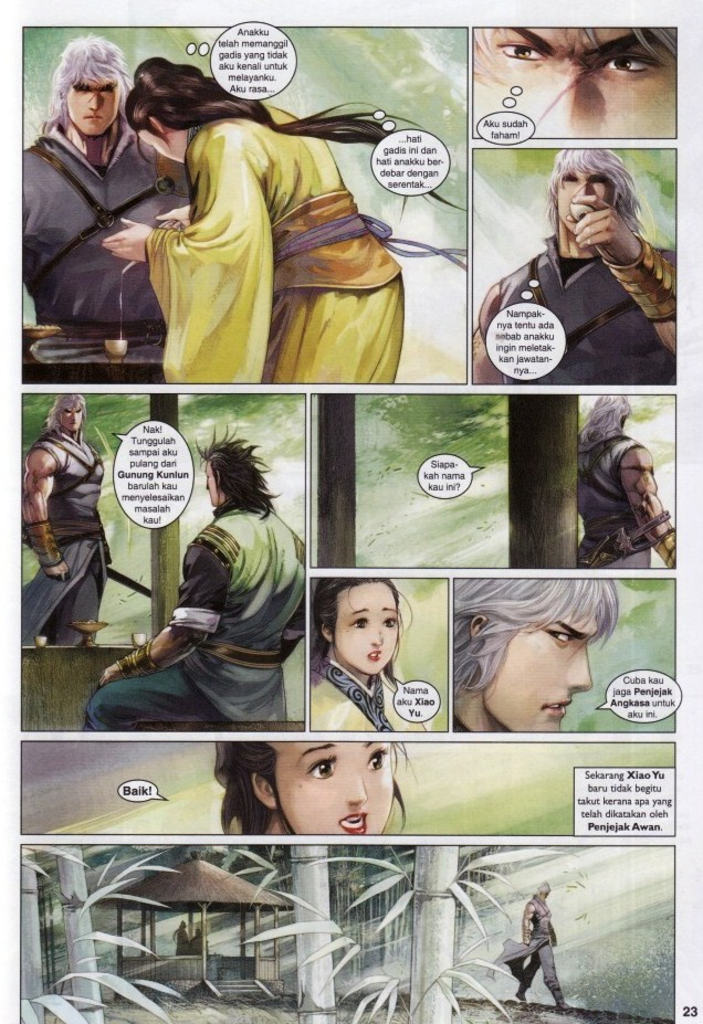 Anakku
telah memanggil
gadis yang tidak
aku kenali untuk
melayanku.
Aku rasa...
...hati
gadis ini dan
hati anakku ber-
debar dengan
serentak...
Aku sudah
faham!
Nampak-
nya tentu ada
sebab anakku
ingin meletak-
kan jawatan-
nya...
Nak!
Tunggulah
sampai aku
pulang dari
Gunung Kunlun
barulah kau
menyelesaikan
masalah
kau!
Siapa-
kah nama
kau ini?
Nama
aku Xiao
Yu.
Cuba kau
jaga Penjejak
Angkasa untuk
aku ini.
Baik!
Sekarang Xiao Yu
baru tidak begitu
takut kerana apa yang
telah dikatakan oleh
Penjejak Awan.
23